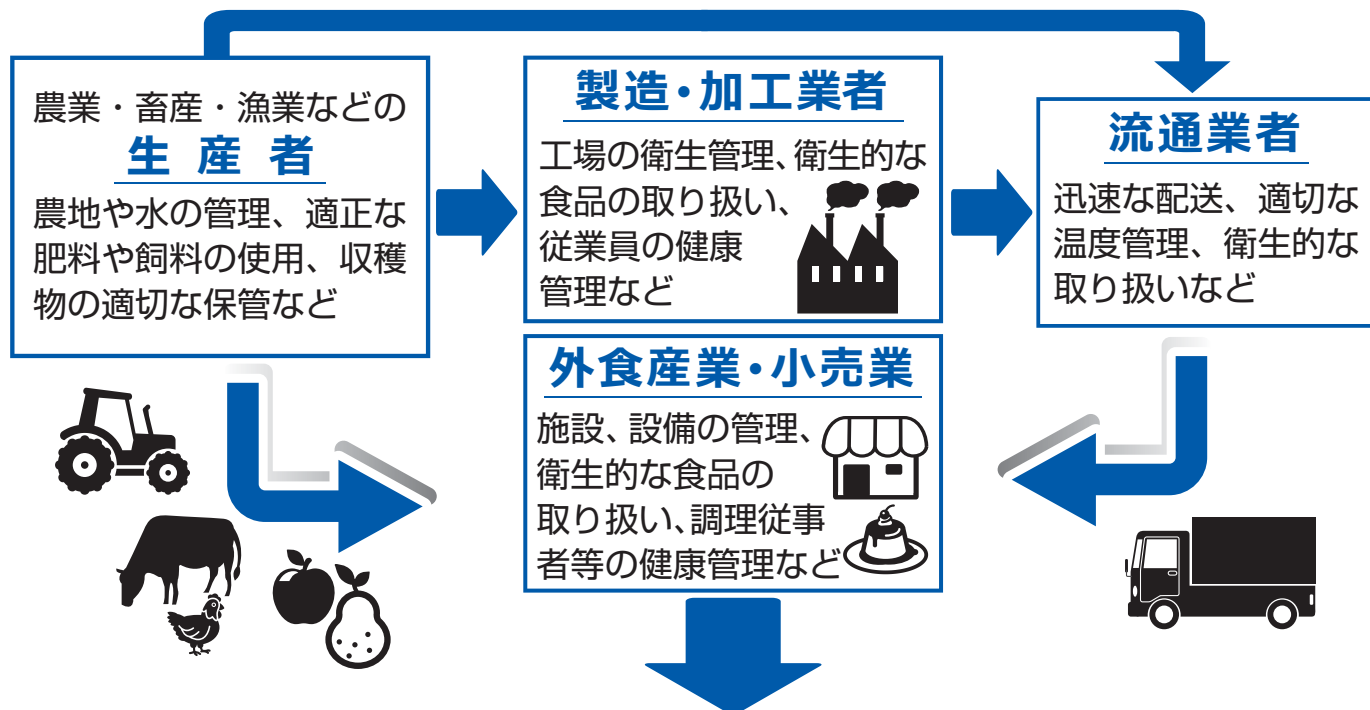 農業・畜産・漁業などの
生産者
農地や水の管理、適正な
肥料や飼料の使用、収穫
物の適切な保管など
製造・加工業者
工場の衛生管理、衛生的な
食品の取り扱い、
従業員の健康
管理など
流通業者
迅速な配送、適切な
温度管理、衛生的な
取り扱いなど
外食産業・小売業
施設、設備の管理、
衛生的な食品の
取り扱い、調理従事
者等の健康管理など